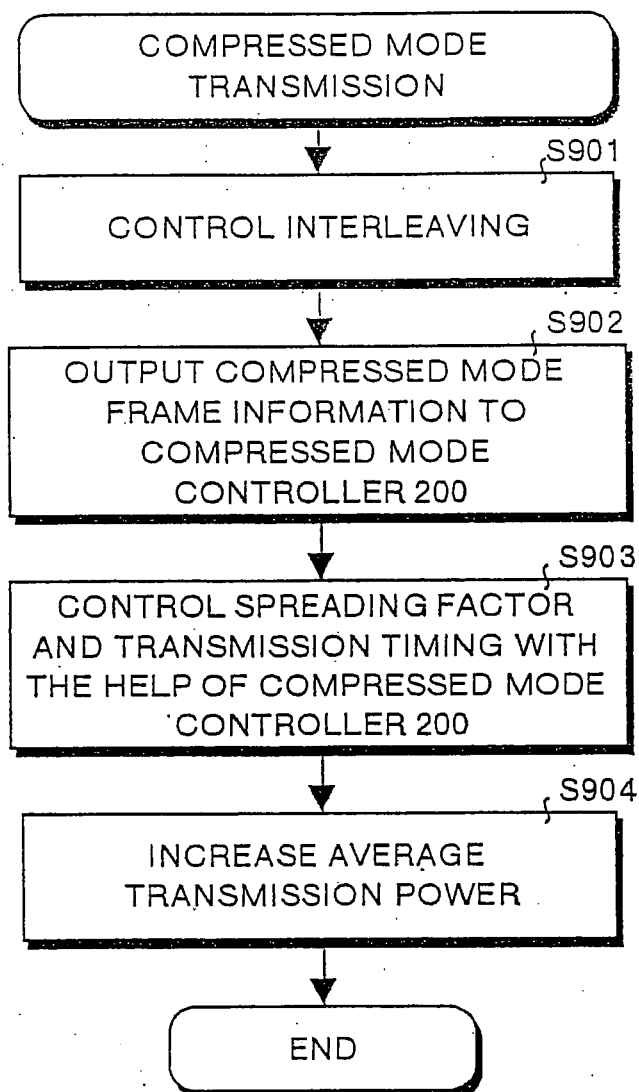 COMPRESSED MODE
TRANSMISSION
S901
CONTROL INTERLEAVING
S902
OUTPUT COMPRESSED MODE
FRAME INFORMATION TO
COMPRESSED MODE
CONTROLLER 200
S903
CONTROL SPREADING FACTOR
AND TRANSMISSION TIMING WITH
THE HELP OF COMPRESSED MODE
CONTROLLER 200
S904
INCREASE AVERAGE
TRANSMISSION POWER
END